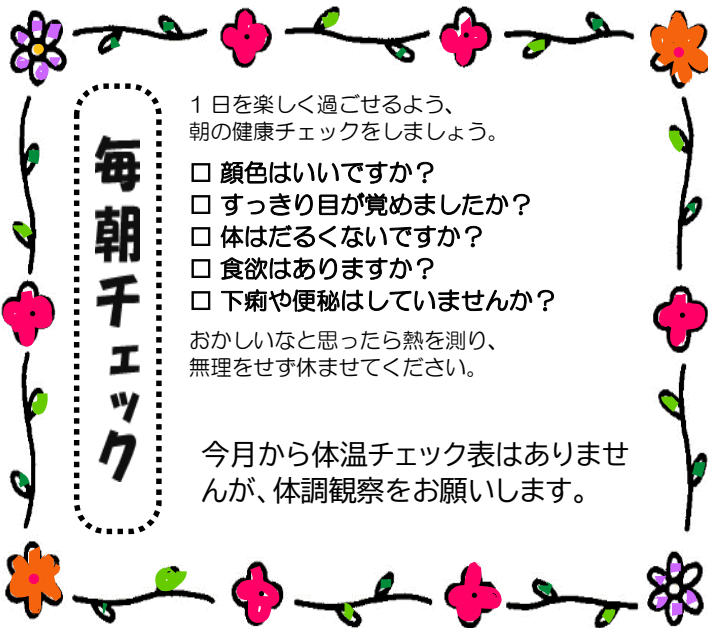 毎朝チェック
1日を楽しく過ごせるよう、
朝の健康チェックをしましょう。
□ 顔色はいいですか?
□ すっきり目が覚めましたか?
□ 体はだるくないですか?
□ 食欲はありますか?
□ 下痢や便秘はしていませんか?
おかしいなと思ったら熱を測り、
無理をせず休ませてください。
今月から体温チェック表はありませ
んが、体調観察をお願いします。